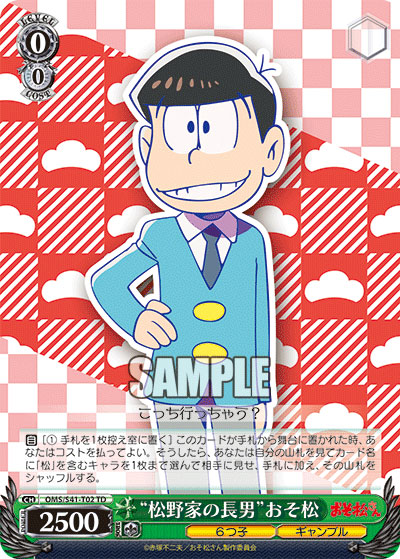 LEVEL
0
0
COST
SAMPLE
こっち行っちゃう?
自 [① 手札を1枚控え室に置く] このカードが手札から舞台に置かれた時、あ
なたはコストを払ってよい。そうしたら、あなたは自分の山札を見てカード名
に「松」を含むキャラを1枚まで選んで相手に見せ、手札に加え、その山札を
シャッフルする。
CH OMS/S41-T02 TD
2500
“松野家の長男”おそ松
おそ松さん
6つ子
ギャンブル
©赤塚不二夫/おそ松さん製作委員会